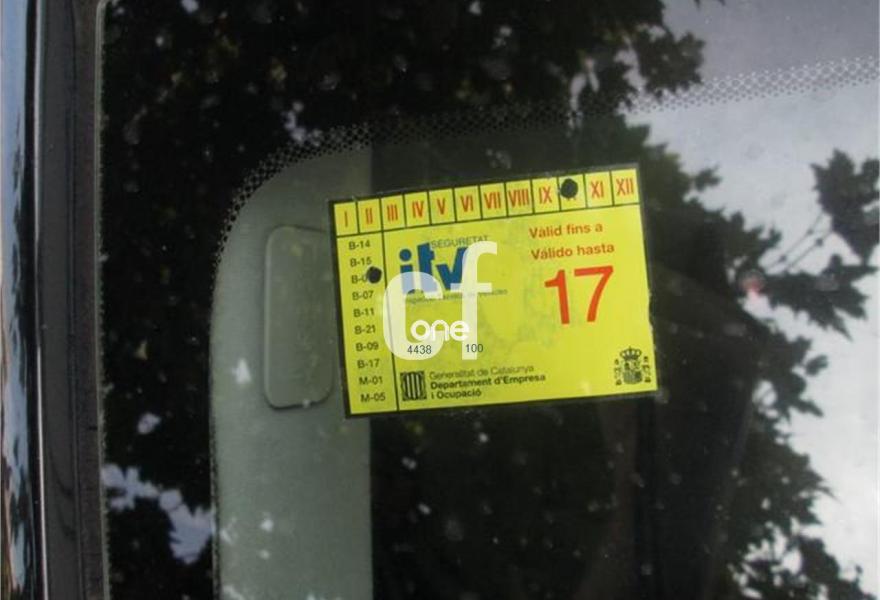 I II III IV V VI VII VIII IX XI XII
B-14
B-15
B-07
B-11
B-21
B-09
B-17
M-01
M-05
SEGURETAT
itv
Vàlid fins a
Válido hasta
17
cf
one
4438 100
Generalitat de Catalunya
Departament d'Empresa
i Ocupació